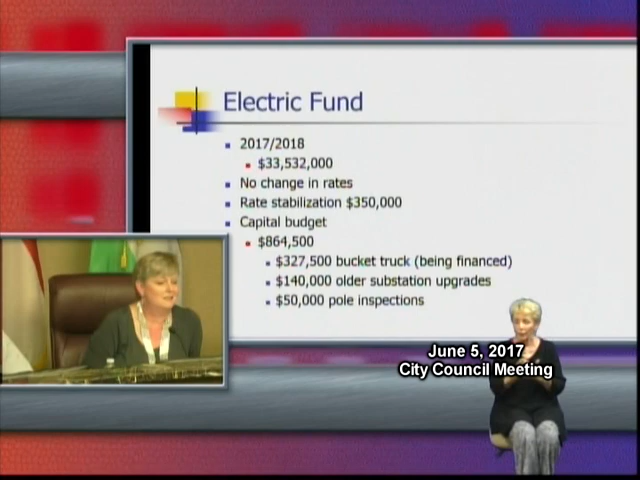 Electric Fund
2017/2018
$33,532,000
No change in rates
Rate stabilization $350,000
Capital budget
$864,500
$327,500 bucket truck (being financed)
$140,000 older substation upgrades
$50,000 pole inspections
June 5, 2017
City Council Meeting